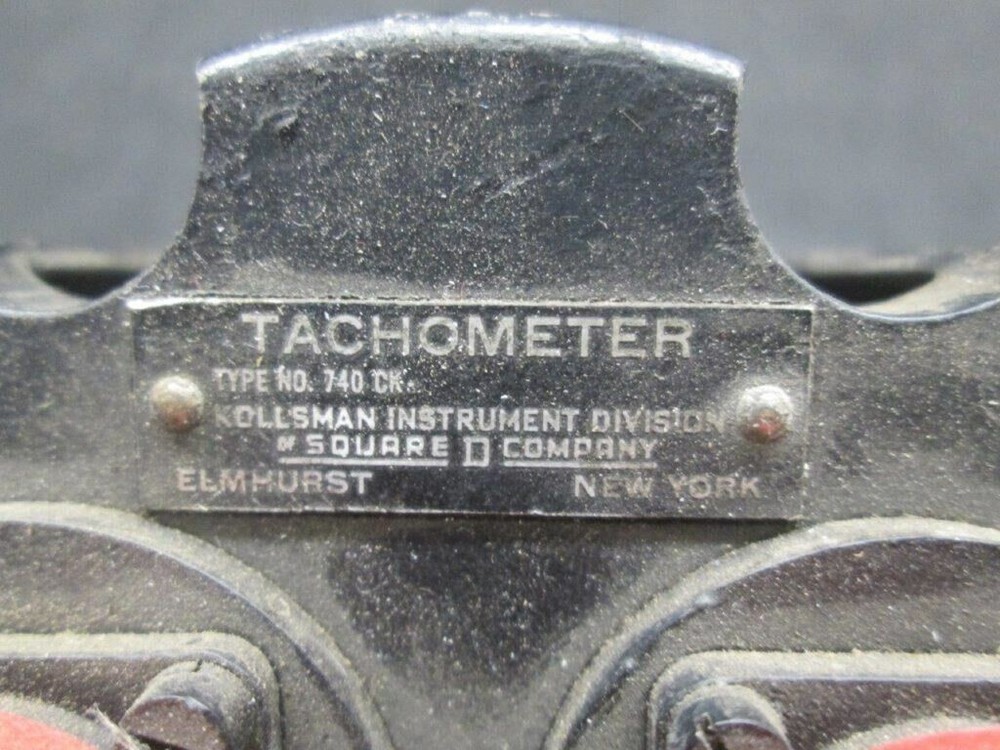 TACHOMETER
TYPE NO. 740 CK.
KOLLSMAN INSTRUMENT DIVISION
OF SQUARE D COMPANY
ELMHURST NEW YORK